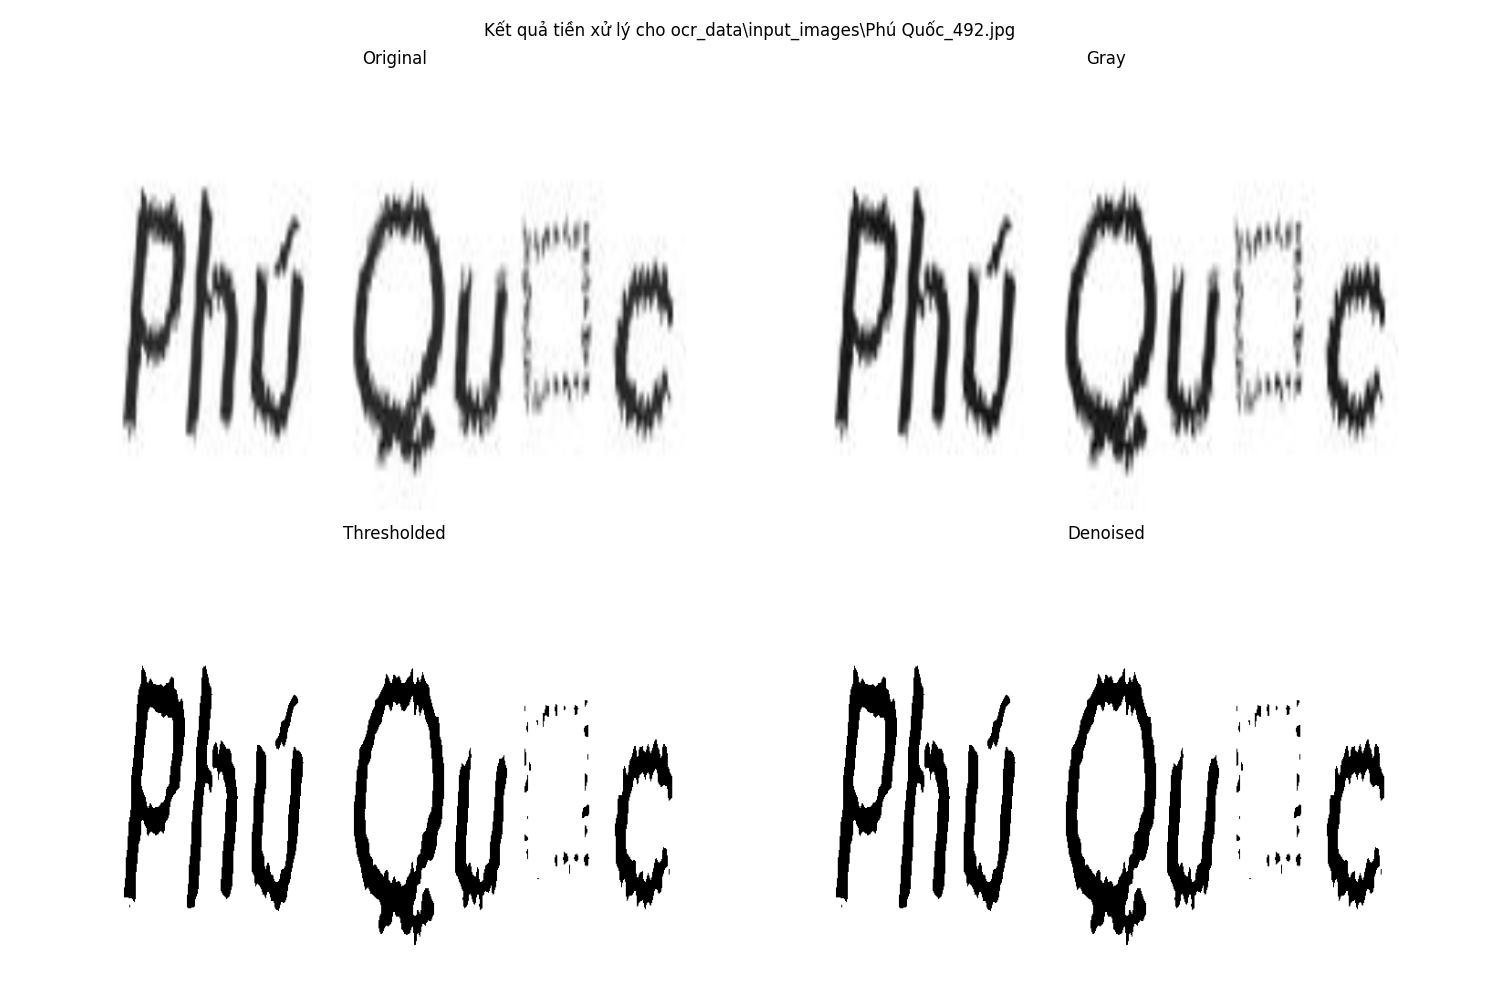 Kết quả tiền xử lý cho ocr_data\input_images\Phú Quốc_492.jpg
Original
Gray
Phú Qu□c
Phú Qu□c
Thresholded
Denoised
Phú Qu□c
Phú Qu□c